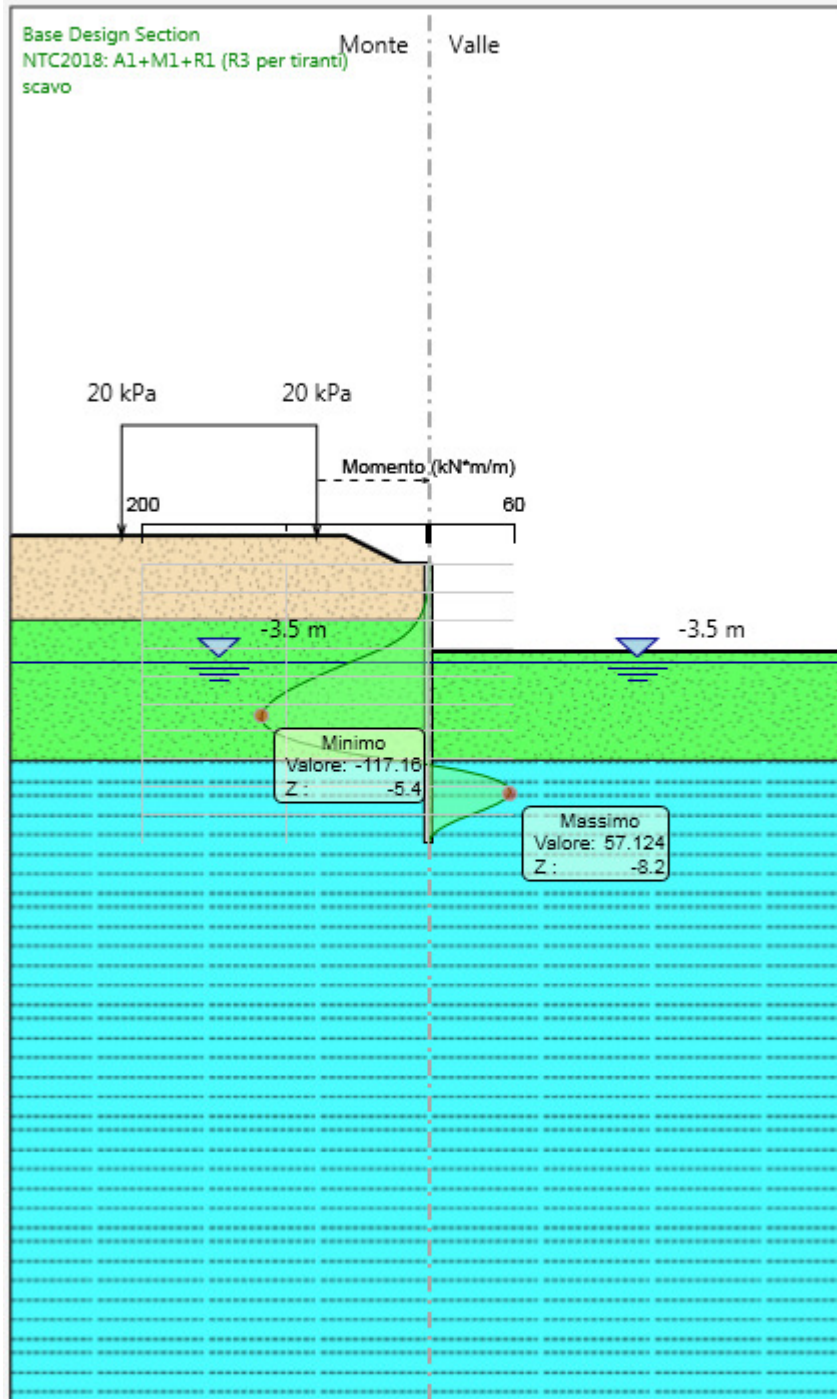 Base Design Section
NTC2018: A1+M1+R1 (R3 per tiranti)
scavo
Monte
Valle
20 kPa
20 kPa
Momento (kN*m/m)
200
60
-3.5 m
-3.5 m
Minimo
Valore: -117.16
Z : -5.4
Massimo
Valore: 57.124
Z : -8.2